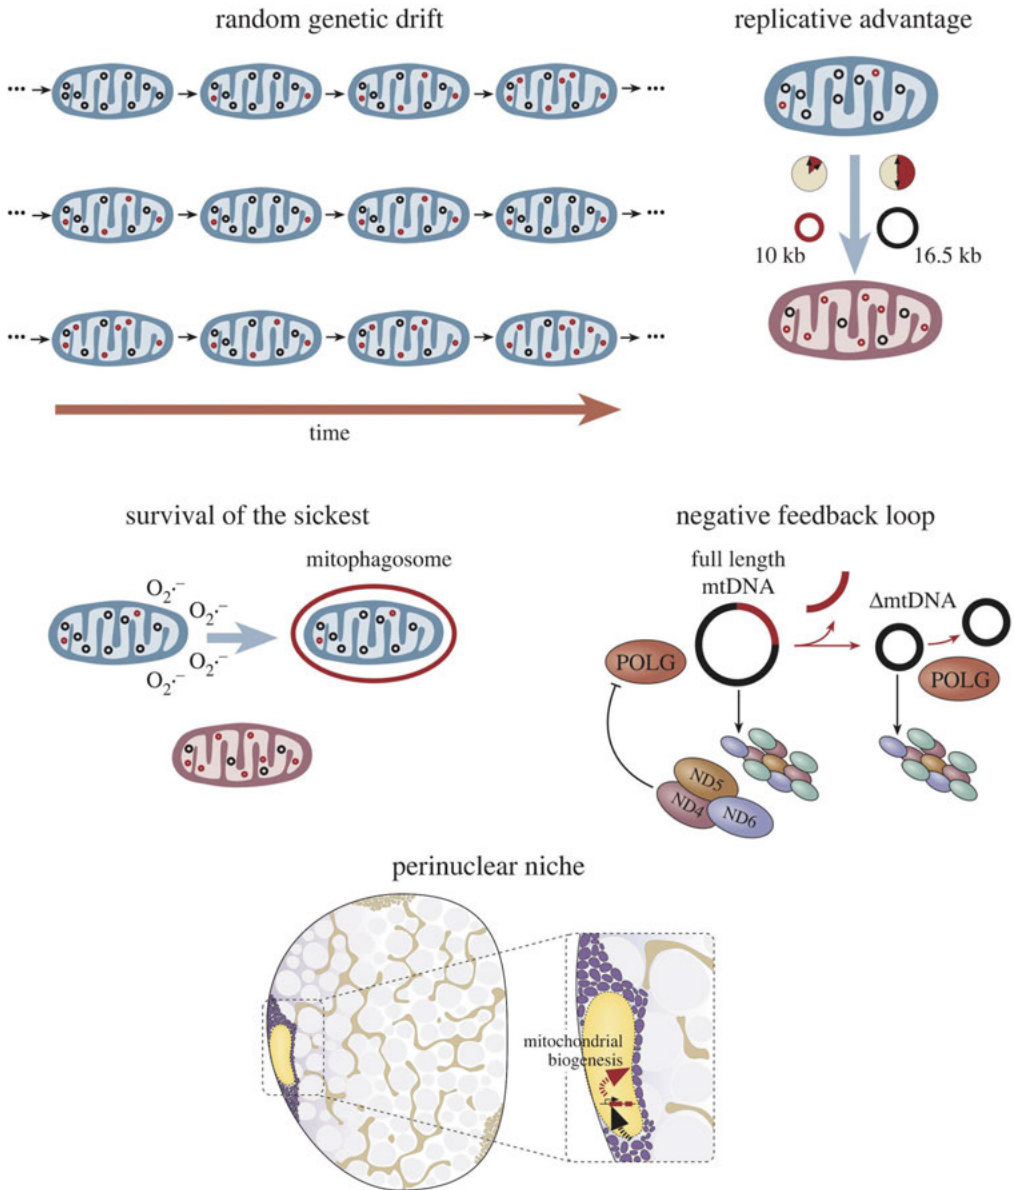 random genetic drift
replicative advantage
...
...
...
...
...
...
10 kb
16.5 kb
time
survival of the sickest
negative feedback loop
O₂·⁻
O₂·⁻
O₂·⁻
O₂·⁻
mitophagosome
full length
mtDNA
ΔmtDNA
POLG
POLG
ND5
ND4
ND6
perinuclear niche
mitochondrial
biogenesis